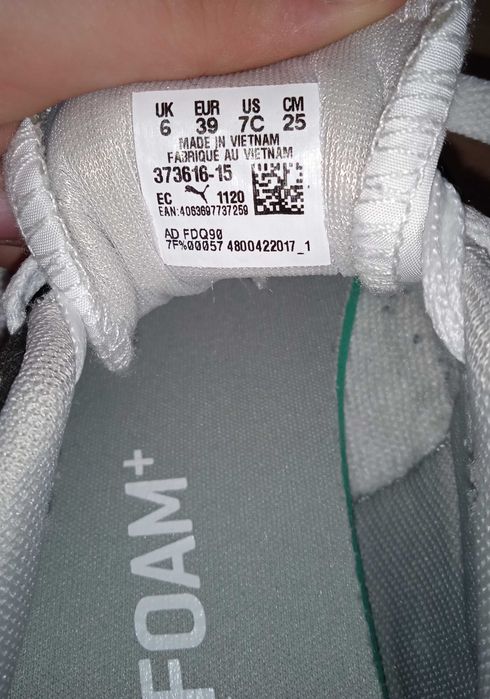 UK EUR US CM
6 39 7C 25
MADE IN VIETNAM
FABRIQUÉ AU VIETNAM
373616-15
EC 1120
EAN:4063697737259
AD FDQ90
7F%00057 4800422017_1
FOAM+